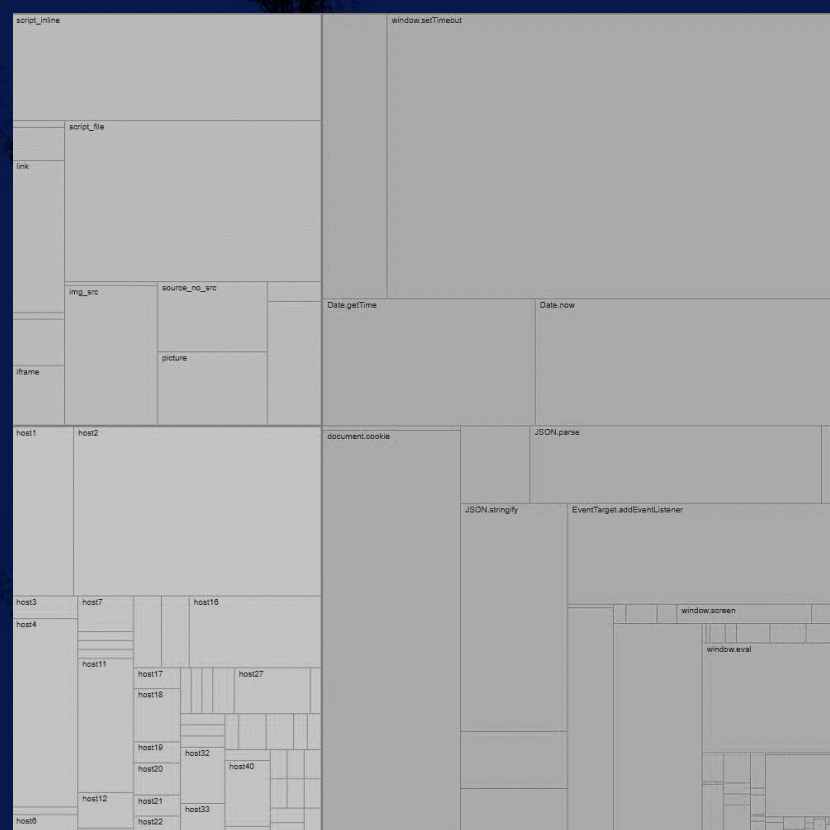 script_inline
script_file
link
img_src
source_no_src
picture
iframe
window.setTimeout
Date.getTime
Date.now
host1
host2
host3
host7
host16
host4
host11
host17
host27
host18
host19
host32
host20
host40
host12
host21
host33
host6
host22
document.cookie
JSON.parse
JSON.stringify
EventTarget.addEventListener
window.screen
window.eval